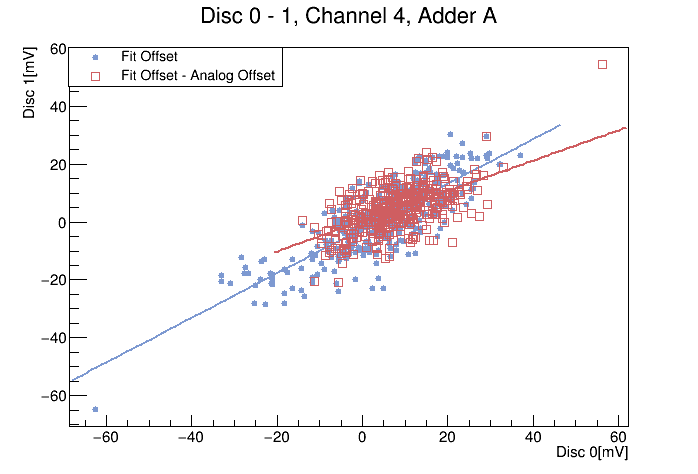 Disc 0 - 1, Channel 4, Adder A
Disc 1[mV]
Fit Offset
Fit Offset - Analog Offset
60
40
20
0
−20
−40
−60
−60 −40 −20 0 20 40 60
Disc 0[mV]